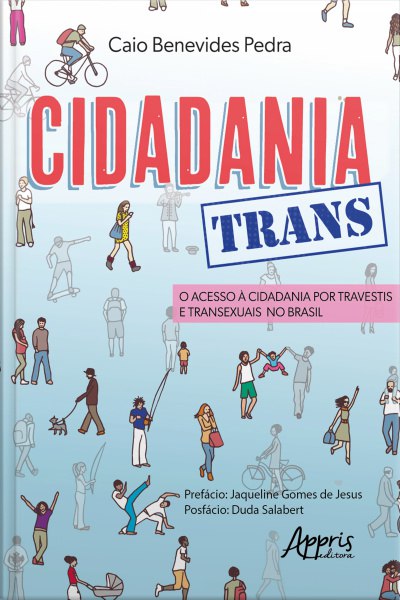 Caio Benevides Pedra
CIDADANIA
TRANS
O ACESSO À CIDADANIA POR TRAVESTIS
E TRANSEXUAIS NO BRASIL
Prefácio: Jaqueline Gomes de Jesus
Posfácio: Duda Salabert
Appris
editora